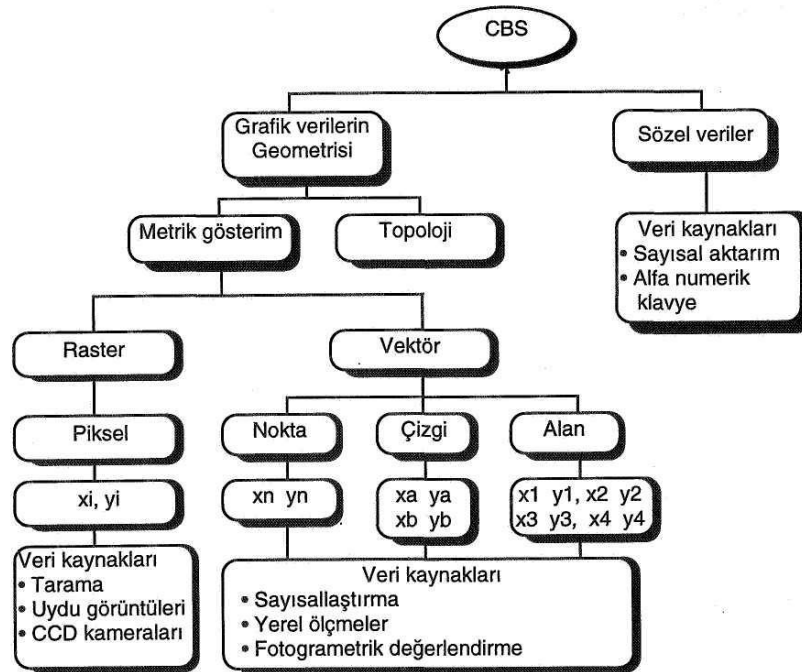 CBS
Grafik verilerin
Geometrisi
Sözel veriler
Metrik gösterim
Topoloji
Veri kaynakları
• Sayısal aktarım
• Alfa numerik
klavye
Raster
Vektör
Piksel
Nokta
Çizgi
Alan
xi, yi
xn yn
xa ya
xb yb
x1 y1, x2 y2
x3 y3, x4 y4
Veri kaynakları
• Tarama
• Uydu görüntüleri
• CCD kameraları
Veri kaynakları
• Sayısallaştırma
• Yerel ölçmeler
• Fotogrametrik değerlendirme